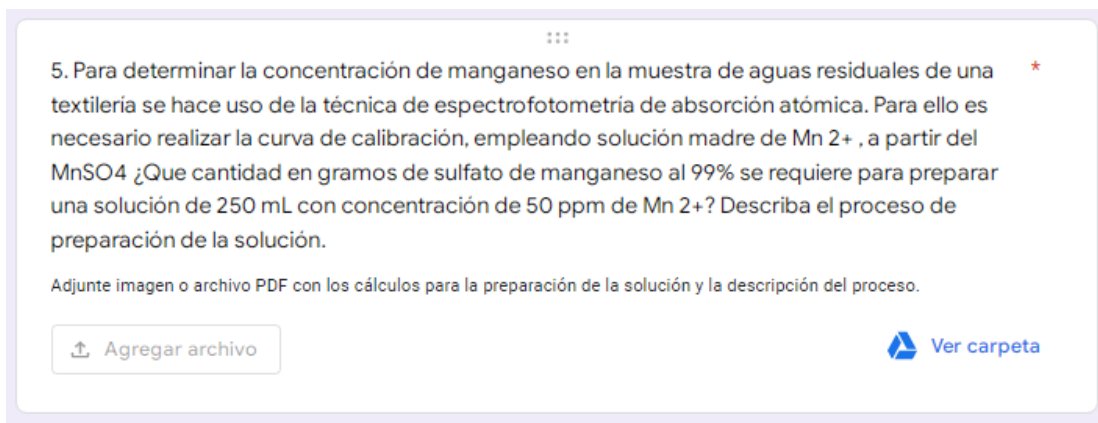 5. Para determinar la concentración de manganeso en la muestra de aguas residuales de una *
textilería se hace uso de la técnica de espectrofotometría de absorción atómica. Para ello es
necesario realizar la curva de calibración, empleando solución madre de Mn 2+ , a partir del
MnSO4 ¿Que cantidad en gramos de sulfato de manganeso al 99% se requiere para preparar
una solución de 250 mL con concentración de 50 ppm de Mn 2+? Describa el proceso de
preparación de la solución.
Adjunte imagen o archivo PDF con los cálculos para la preparación de la solución y la descripción del proceso.
Agregar archivo
Ver carpeta